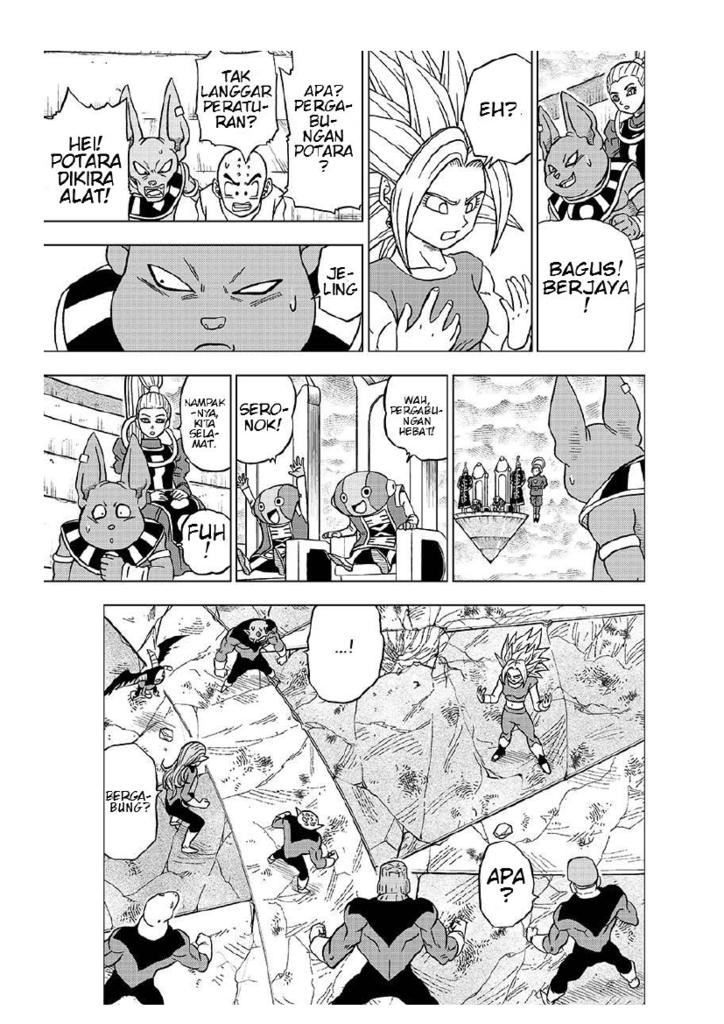 BAGUS!
BERJAYA
!
EH?
APA?
PERGA-
BU-
NGAN
POTARA
?
TAK
LANGGAR
PERATU-
RAN?
HEI!
POTARA
DIKIRA
ALAT!
JE-
LING
WAH,
PERGABU-
NGAN
HEBAT!
SERO-
NOK!
NAMPAK
-NYA,
KITA
SELA-
MAT.
FUH
!
....!
APA
?
BERGA-
BUNG?